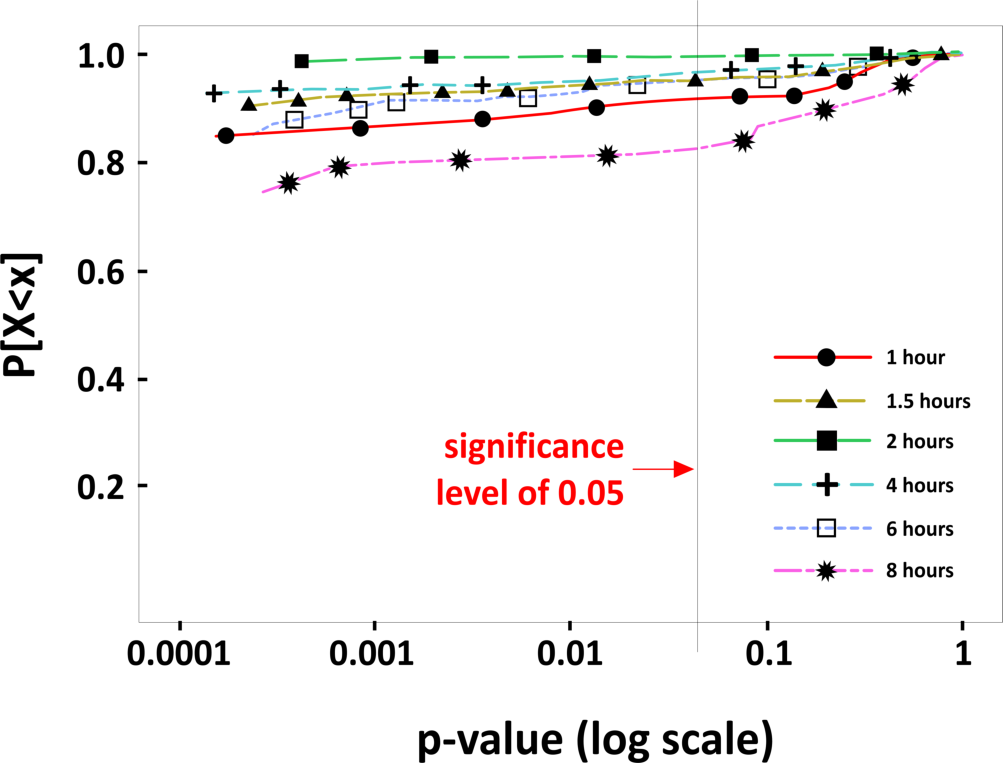 P[X<x]
1.0
0.8
0.6
0.4
0.2
1 hour
1.5 hours
2 hours
4 hours
6 hours
8 hours
significance
level of 0.05
0.0001
0.001
0.01
0.1
1
p-value (log scale)